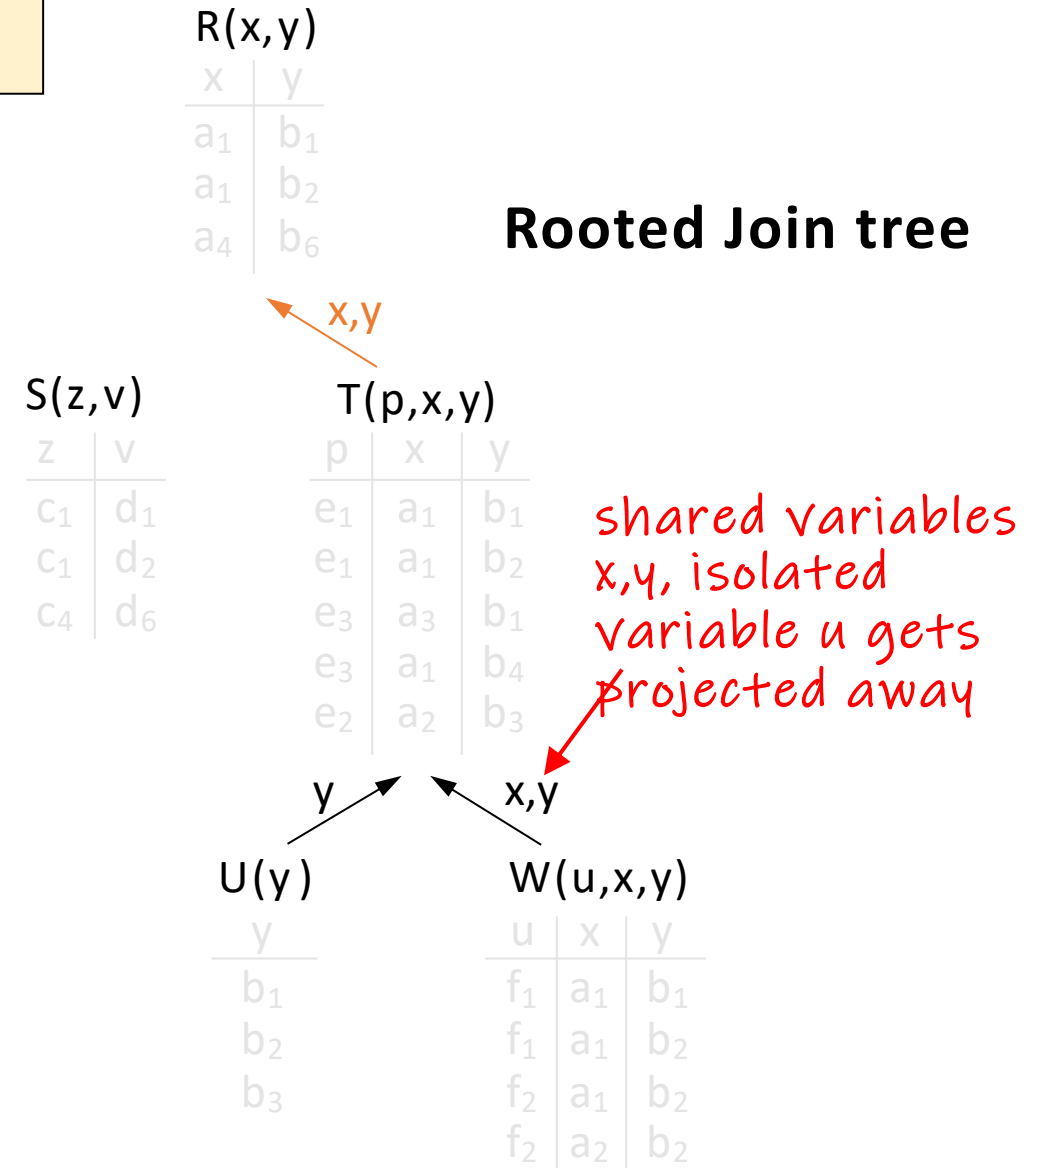 R(x,y)
x y
a1 b1
a1 b2
a4 b6
Rooted Join tree
x,y
S(z,v)
z v
c1 d1
c1 d2
c4 d6
T(p,x,y)
p x y
e1 a1 b1
e1 a1 b2
e3 a3 b1
e3 a1 b4
e2 a2 b3
shared variables
x,y, isolated
variable u gets
projected away
y
x,y
U(y)
y
b1
b2
b3
W(u,x,y)
u x y
f1 a1 b1
f1 a1 b2
f2 a1 b2
f2 a2 b2